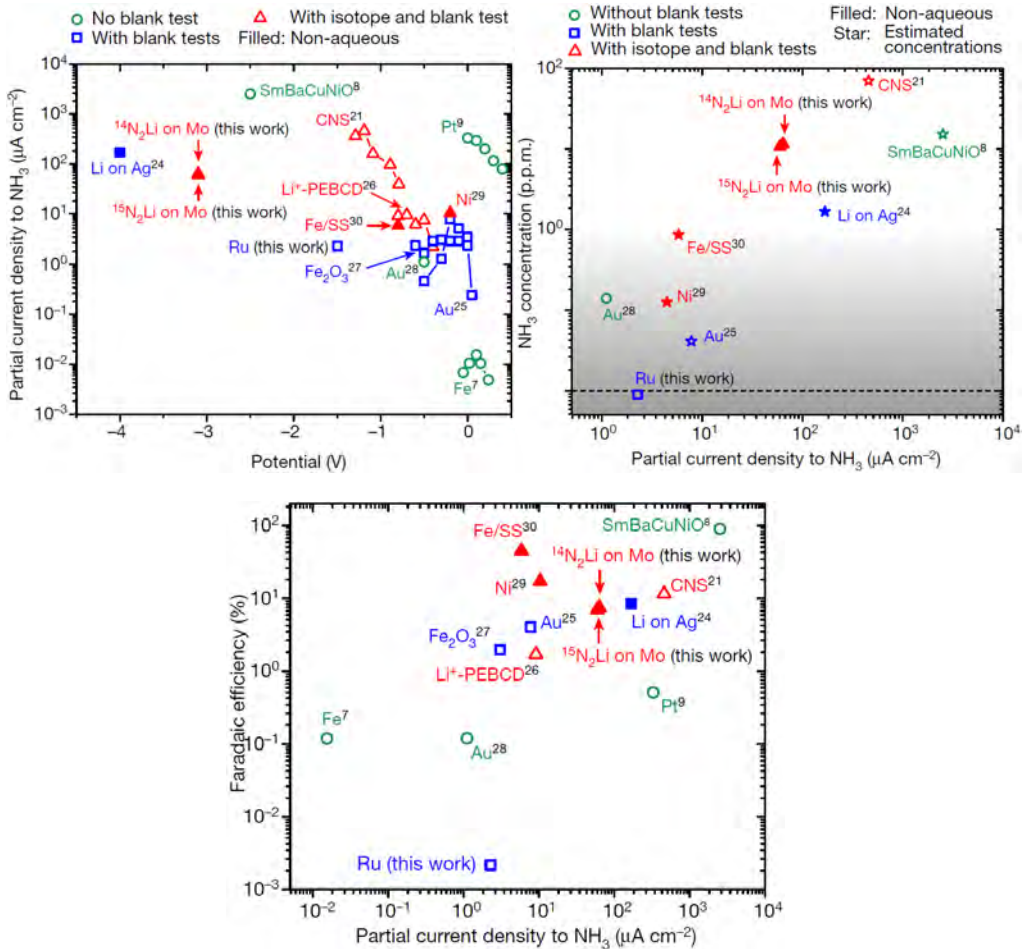 No blank test
With isotope and blank test
With blank tests
Filled: Non-aqueous
10⁴
10³
10²
10¹
10⁰
10⁻¹
10⁻²
10⁻³
Partial current density to NH₃ (μA cm⁻²)
SmBaCuNiO⁸
¹⁴N₂Li on Mo (this work)
CNS²¹
Pt⁹
Li on Ag²⁴
Li⁺-PEBCD²⁶
Ni²⁹
¹⁵N₂Li on Mo (this work)
Fe/SS³⁰
Ru (this work)
Fe₂O₃²⁷
Au²⁸
Au²⁵
Fe⁷
−4
−3
−2
−1
0
Potential (V)
Without blank tests
Filled: Non-aqueous
With blank tests
Star: Estimated
concentrations
With isotope and blank tests
10²
10⁰
NH₃ concentration (p.p.m.)
CNS²¹
¹⁴N₂Li on Mo (this work)
SmBaCuNiO⁸
¹⁵N₂Li on Mo (this work)
Li on Ag²⁴
Fe/SS³⁰
Ni²⁹
Au²⁸
Au²⁵
Ru (this work)
10⁰
10¹
10²
10³
10⁴
Partial current density to NH₃ (μA cm⁻²)
10²
10¹
10⁰
10⁻¹
10⁻²
10⁻³
Faradaic efficiency (%)
Fe/SS³⁰
SmBaCuNiO⁸
¹⁴N₂Li on Mo (this work)
Ni²⁹
CNS²¹
Au²⁵
Li on Ag²⁴
Fe₂O₃²⁷
¹⁵N₂Li on Mo (this work)
Li⁺-PEBCD²⁶
Pt⁹
Fe⁷
Au²⁸
Ru (this work)
10⁻²
10⁻¹
10⁰
10¹
10²
10³
10⁴
Partial current density to NH₃ (μA cm⁻²)